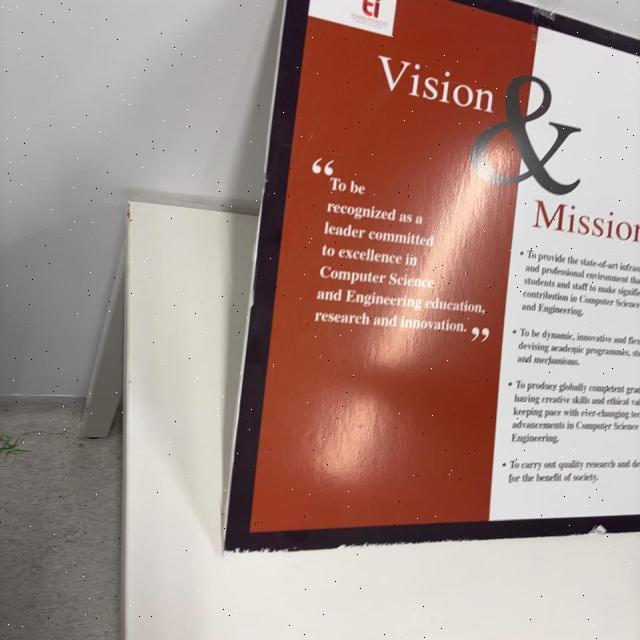 ti
Vision
&
Mission
“ To be
recognized as a
leader committed
to excellence in
Computer Science
and Engineering education,
research and innovation. ”
• To provide the state-of-art
and professional environment
students and staff to make
contribution in Computer Science
and Engineering.
• To be dynamic, innovative and
devising academic programmes,
and mechanisms.
• To produce globally competent
having creative skills and ethical
keeping pace with ever-changing
advancements in Computer Science
Engineering.
• To carry out quality research and
for the benefit of society.